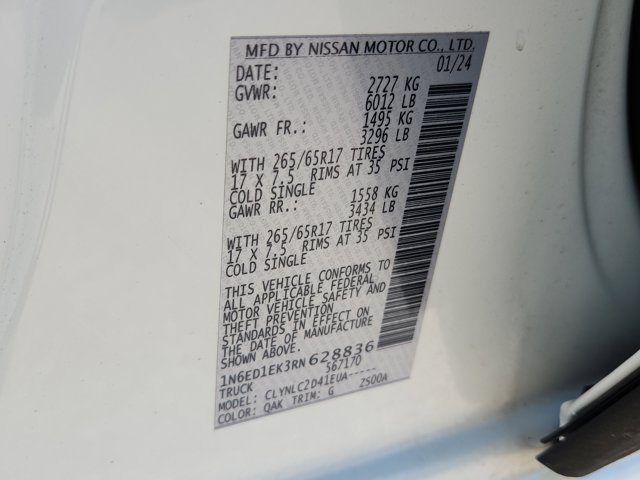 MFD BY NISSAN MOTOR CO., LTD.
DATE: 01/24
GVWR: 2727 KG
6012 LB
GAWR FR.: 1495 KG
3296 LB
WITH 265/65R17 TIRES
17 X 7.5 RIMS AT 35 PSI
COLD SINGLE
GAWR RR.: 1558 KG
3434 LB
WITH 265/65R17 TIRES
17 X 7.5 RIMS AT 35 PSI
COLD SINGLE
THIS VEHICLE CONFORMS TO
ALL APPLICABLE FEDERAL
MOTOR VEHICLE SAFETY AND
THEFT PREVENTION
STANDARDS IN EFFECT ON
THE DATE OF MANUFACTURE
SHOWN ABOVE.
1N6ED1EK3RN628836
TRUCK 567170
MODEL: CLYNLC2D41EUA-----
COLOR: QAK TRIM: G ZS00A